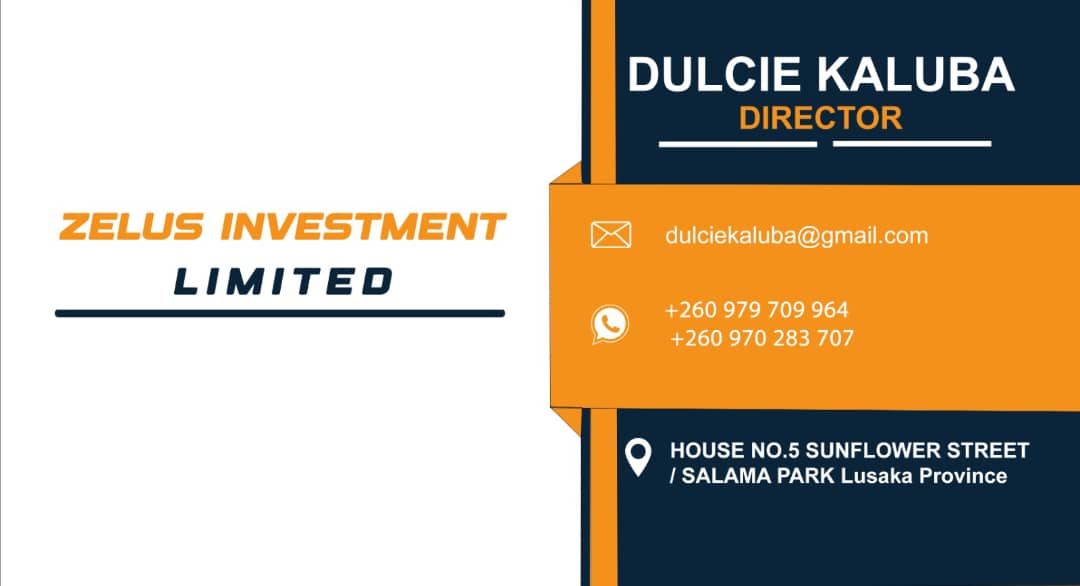 ZELUS INVESTMENT
LIMITED
DULCIE KALUBA
DIRECTOR
dulciekaluba@gmail.com
+260 979 709 964
+260 970 283 707
HOUSE NO.5 SUNFLOWER STREET
/ SALAMA PARK Lusaka Province